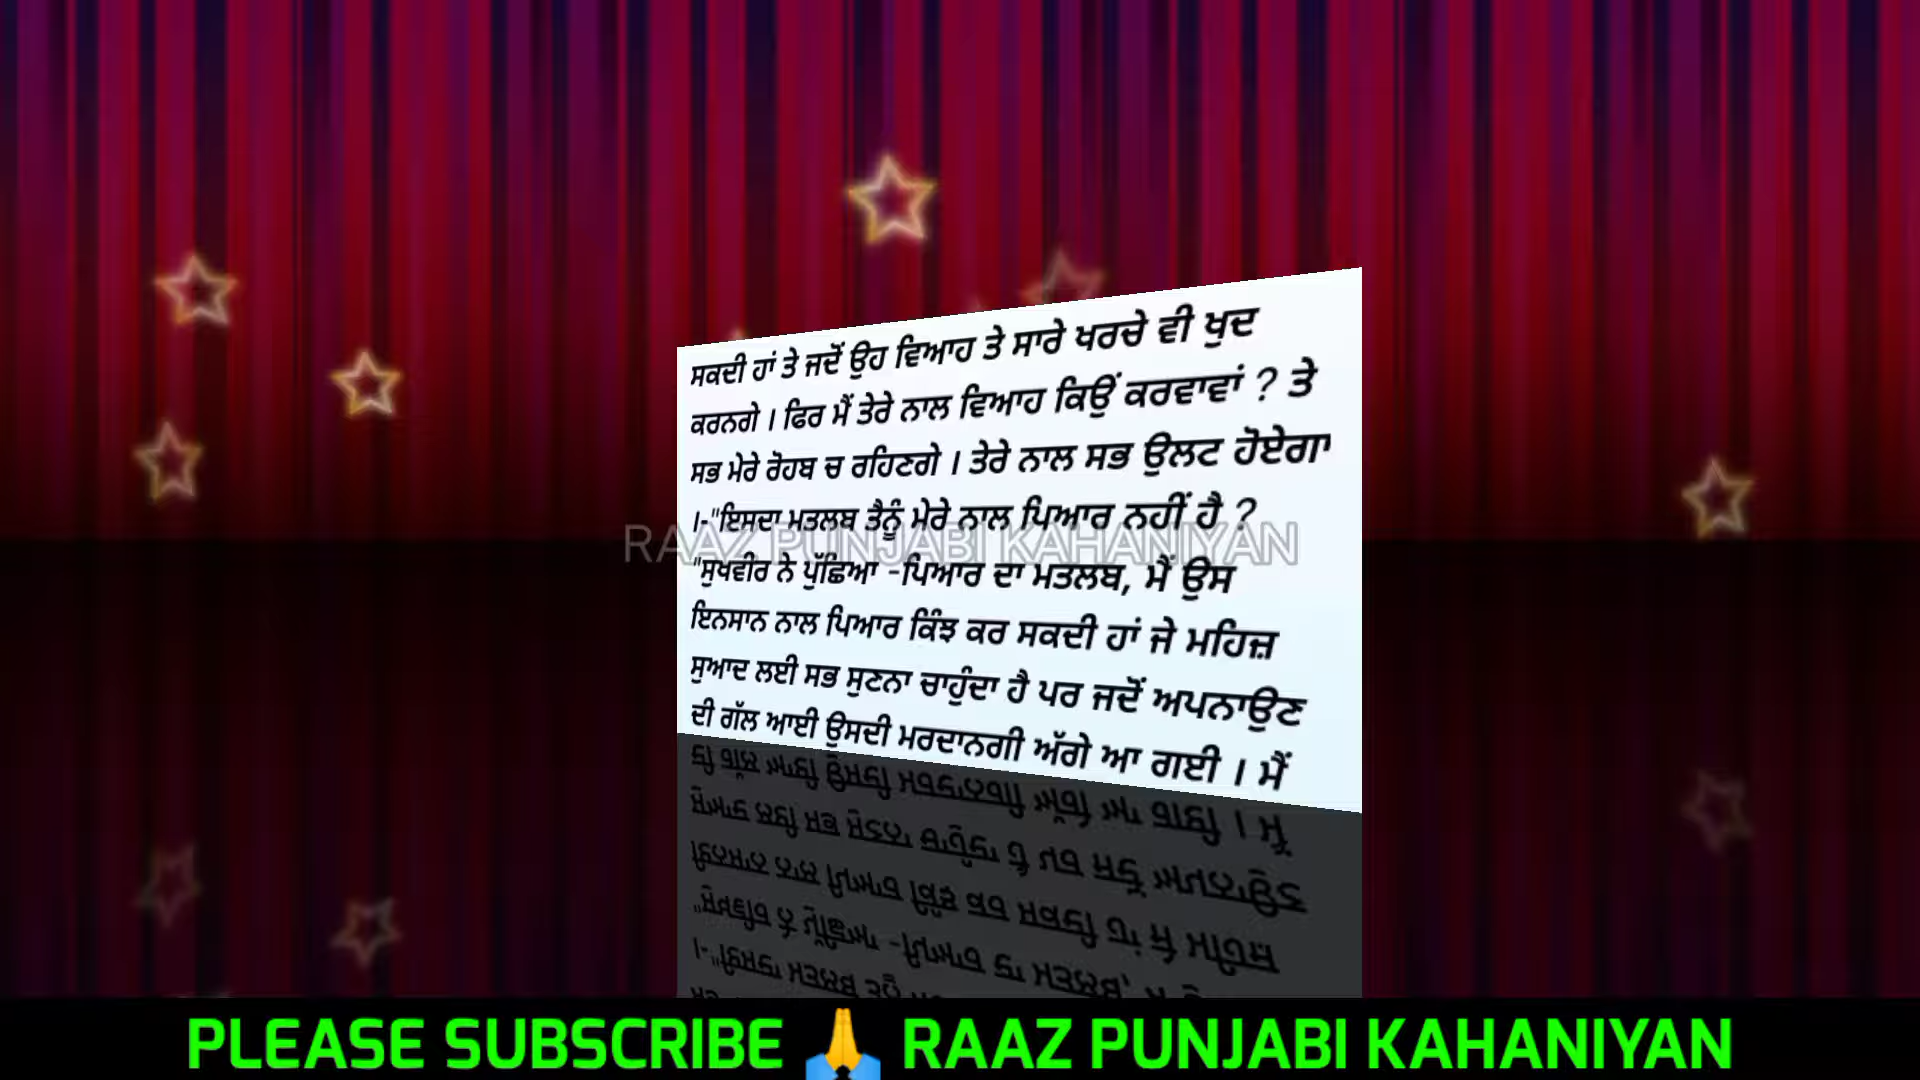 ਸਕਦੀ ਹਾਂ ਤੇ ਜਦੋਂ ਉਹ ਵਿਆਹ ਤੇ ਸਾਰੇ ਖਰਚੇ ਵੀ ਖੁਦ
ਕਰਨਗੇ । ਫਿਰ ਮੈਂ ਤੇਰੇ ਨਾਲ ਵਿਆਹ ਕਿਉਂ ਕਰਵਾਵਾਂ ? ਤੇ
ਸਭ ਮੇਰੇ ਰੋਹਬ ਚ ਰਹਿਣਗੇ । ਤੇਰੇ ਨਾਲ ਸਭ ਉਲਟ ਹੋਏਗਾ
।-"ਇਸਦਾ ਮਤਲਬ ਤੈਨੂੰ ਮੇਰੇ ਨਾਲ ਪਿਆਰ ਨਹੀਂ ਹੈ ?
RAAZ PUNJABI KAHANIYAN
"ਸੁਖਵੀਰ ਨੇ ਪੁੱਛਿਆ -ਪਿਆਰ ਦਾ ਮਤਲਬ, ਮੈਂ ਉਸ
ਇਨਸਾਨ ਨਾਲ ਪਿਆਰ ਕਿੰਝ ਕਰ ਸਕਦੀ ਹਾਂ ਜੇ ਮਹਿਜ਼
ਸੁਆਦ ਲਈ ਸਭ ਸੁਣਨਾ ਚਾਹੁੰਦਾ ਹੈ ਪਰ ਜਦੋਂ ਅਪਨਾਉਣ
ਦੀ ਗੱਲ ਆਈ ਉਸਦੀ ਮਰਦਾਨਗੀ ਅੱਗੇ ਆ ਗਈ । ਮੈਂ
PLEASE SUBSCRIBE 🙏 RAAZ PUNJABI KAHANIYAN